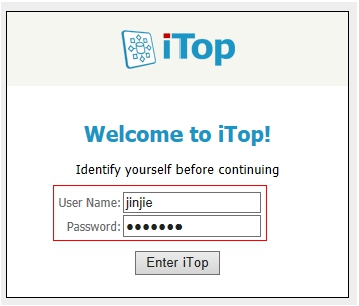 iTop
Welcome to iTop!
Identify yourself before continuing
User Name: jinjie
Password: ●●●●●●●
Enter iTop